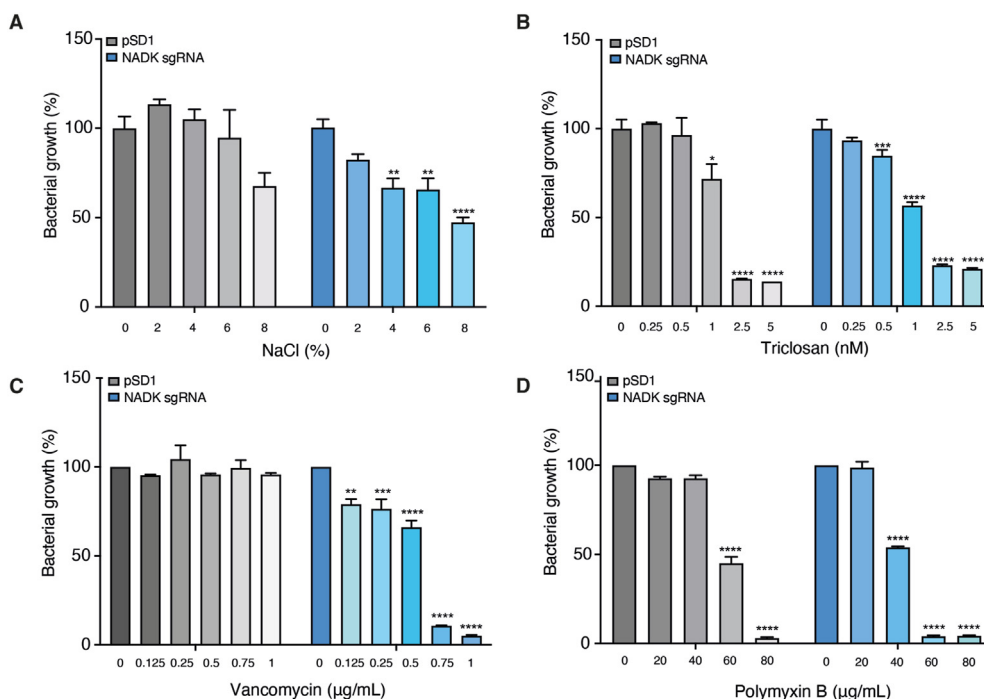 A
150
100
50
0
Bacterial growth (%)
pSD1
NADK sgRNA
** ** ****
0 2 4 6 8 0 2 4 6 8
NaCl (%)
B
150
100
50
0
Bacterial growth (%)
pSD1
NADK sgRNA
* **** **** *** **** **** ****
0 0.25 0.5 1 2.5 5 0 0.25 0.5 1 2.5 5
Triclosan (nM)
C
150
100
50
0
Bacterial growth (%)
pSD1
NADK sgRNA
** *** **** **** ****
0 0.125 0.25 0.5 0.75 1 0 0.125 0.25 0.5 0.75 1
Vancomycin (µg/mL)
D
150
100
50
0
Bacterial growth (%)
pSD1
NADK sgRNA
**** **** **** **** ****
0 20 40 60 80 0 20 40 60 80
Polymyxin B (µg/mL)